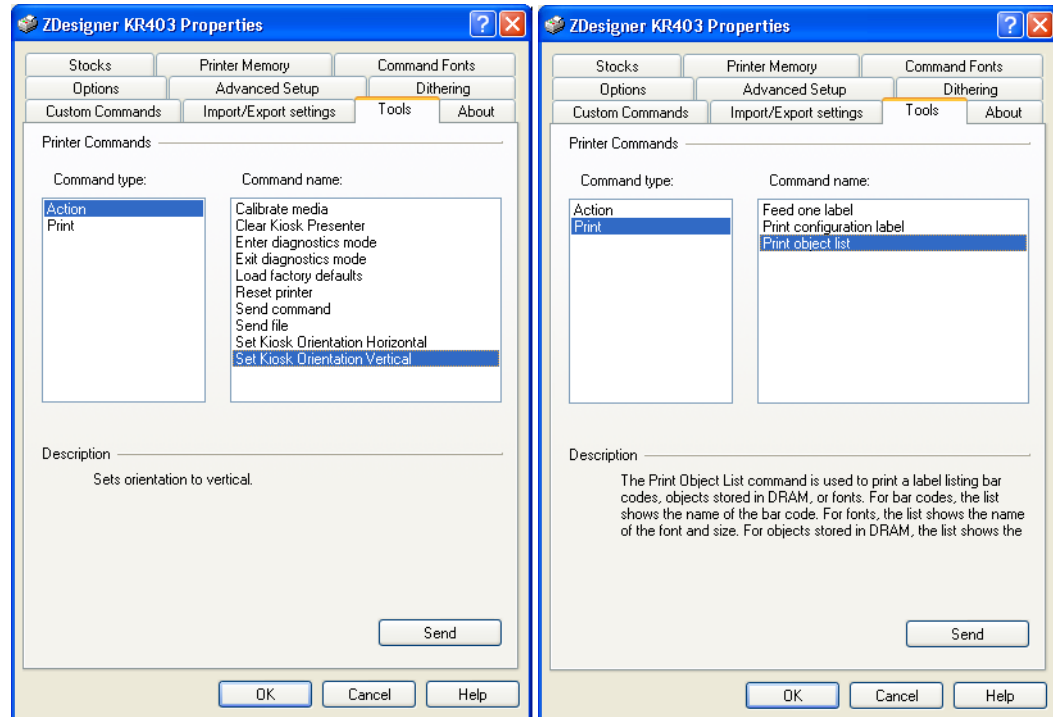 ZDesigner KR403 Properties
Stocks Printer Memory Command Fonts
Options Advanced Setup Dithering
Custom Commands Import/Export settings Tools About
Printer Commands
Command type: Command name:
Action
Print
Calibrate media
Clear Kiosk Presenter
Enter diagnostics mode
Exit diagnostics mode
Load factory defaults
Reset printer
Send command
Send file
Set Kiosk Orientation Horizontal
Set Kiosk Orientation Vertical
Description
Sets orientation to vertical.
Send
OK Cancel Help
ZDesigner KR403 Properties
Stocks Printer Memory Command Fonts
Options Advanced Setup Dithering
Custom Commands Import/Export settings Tools About
Printer Commands
Command type: Command name:
Action
Print
Feed one label
Print configuration label
Print object list
Description
The Print Object List command is used to print a label listing bar
codes, objects stored in DRAM, or fonts. For bar codes, the list
shows the name of the bar code. For fonts, the list shows the name
of the font and size. For objects stored in DRAM, the list shows the
Send
OK Cancel Help